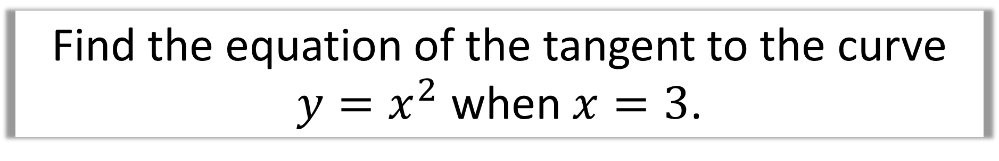 Find the equation of the tangent to the curve
y = x² when x = 3.